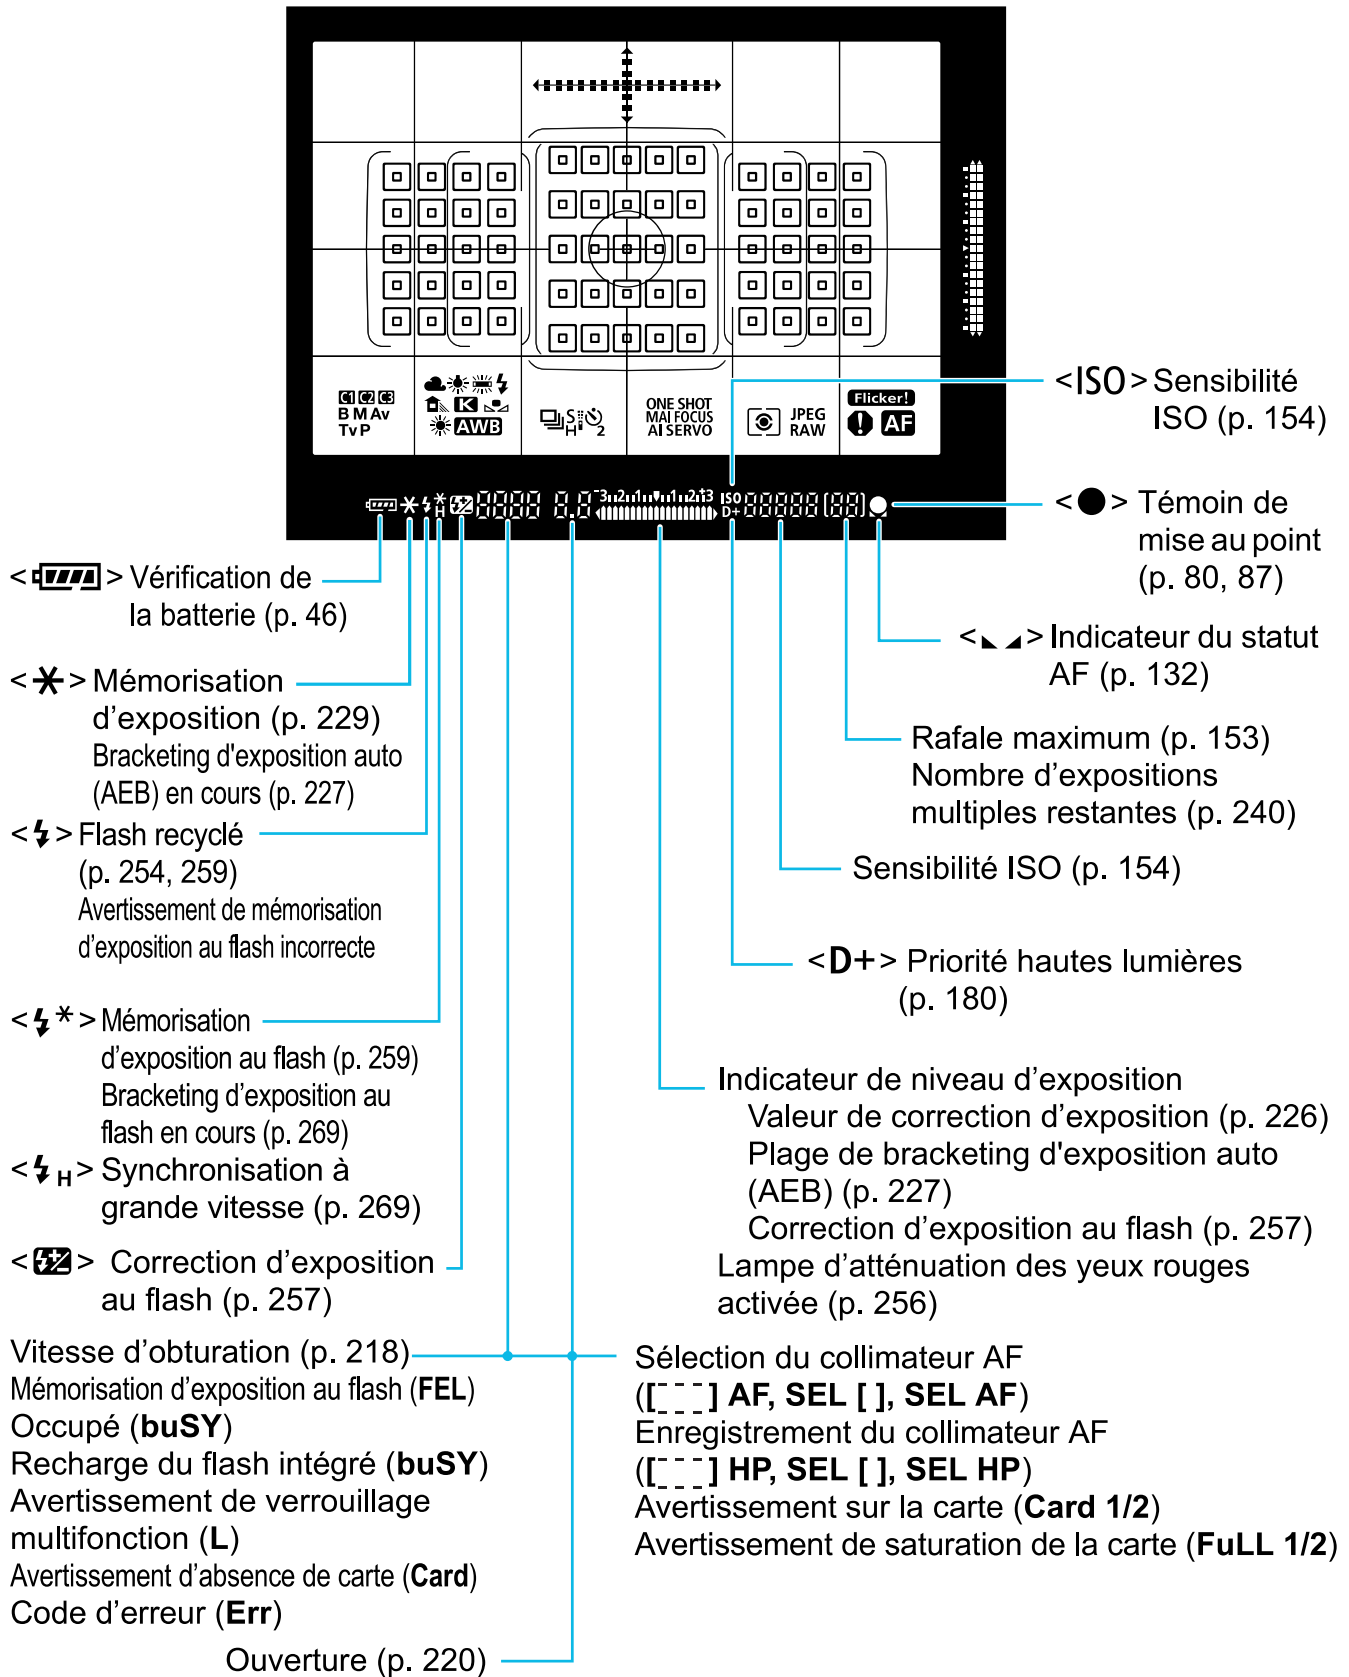 C1 C2 C3
B M Av
Tv P
K
AWB
S
H
2
ONE SHOT
MAI FOCUS
AI SERVO
JPEG
RAW
Flicker!
AF
-3..2..1..▼..1..2..+3
ISO
D+
H
<ISO> Sensibilité
ISO (p. 154)
<●> Témoin de
mise au point
(p. 80, 87)
<◣ ◢> Indicateur du statut
AF (p. 132)
Rafale maximum (p. 153)
Nombre d’expositions
multiples restantes (p. 240)
Sensibilité ISO (p. 154)
<D+> Priorité hautes lumières
(p. 180)
Indicateur de niveau d’exposition
Valeur de correction d’exposition (p. 226)
Plage de bracketing d'exposition auto
(AEB) (p. 227)
Correction d’exposition au flash (p. 257)
Lampe d’atténuation des yeux rouges
activée (p. 256)
Sélection du collimateur AF
([- - -] AF, SEL [ ], SEL AF)
Enregistrement du collimateur AF
([- - -] HP, SEL [ ], SEL HP)
Avertissement sur la carte (Card 1/2)
Avertissement de saturation de la carte (FuLL 1/2)
< > Vérification de
la batterie (p. 46)
<✱> Mémorisation
d’exposition (p. 229)
Bracketing d'exposition auto
(AEB) en cours (p. 227)
<⚡> Flash recyclé
(p. 254, 259)
Avertissement de mémorisation
d’exposition au flash incorrecte
<⚡*> Mémorisation
d’exposition au flash (p. 259)
Bracketing d’exposition au
flash en cours (p. 269)
<⚡H> Synchronisation à
grande vitesse (p. 269)
< > Correction d’exposition
au flash (p. 257)
Vitesse d’obturation (p. 218)
Mémorisation d’exposition au flash (FEL)
Occupé (buSY)
Recharge du flash intégré (buSY)
Avertissement de verrouillage
multifonction (L)
Avertissement d’absence de carte (Card)
Code d’erreur (Err)
Ouverture (p. 220)